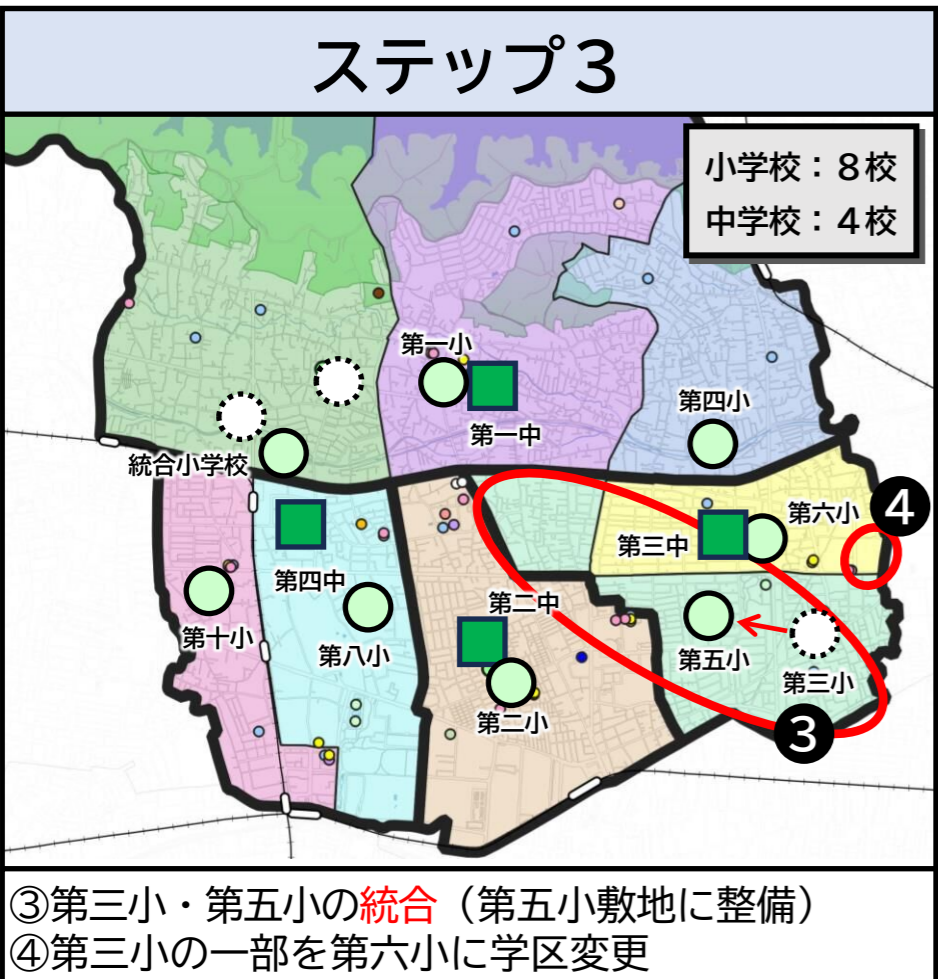 ステップ３
小学校：８校
中学校：４校
第一小
第一中
第四小
統合小学校
第六小
④
第三中
第四中
第二中
第十小
第八小
第五小
第三小
第二小
③
③第三小・第五小の統合（第五小敷地に整備）
④第三小の一部を第六小に学区変更